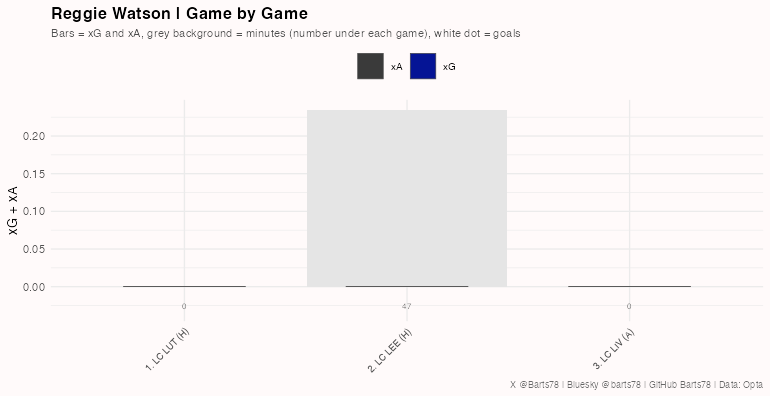 Reggie Watson | Game by Game
Bars = xG and xA, grey background = minutes (number under each game), white dot = goals
xA xG
xG + xA
0.20
0.15
0.10
0.05
0.00
0 47 0
1. LC LUT (H)
2. LC LEE (H)
3. LC LIV (A)
X @Barts78 | Bluesky @barts78 | GitHub Barts78 | Data: Opta